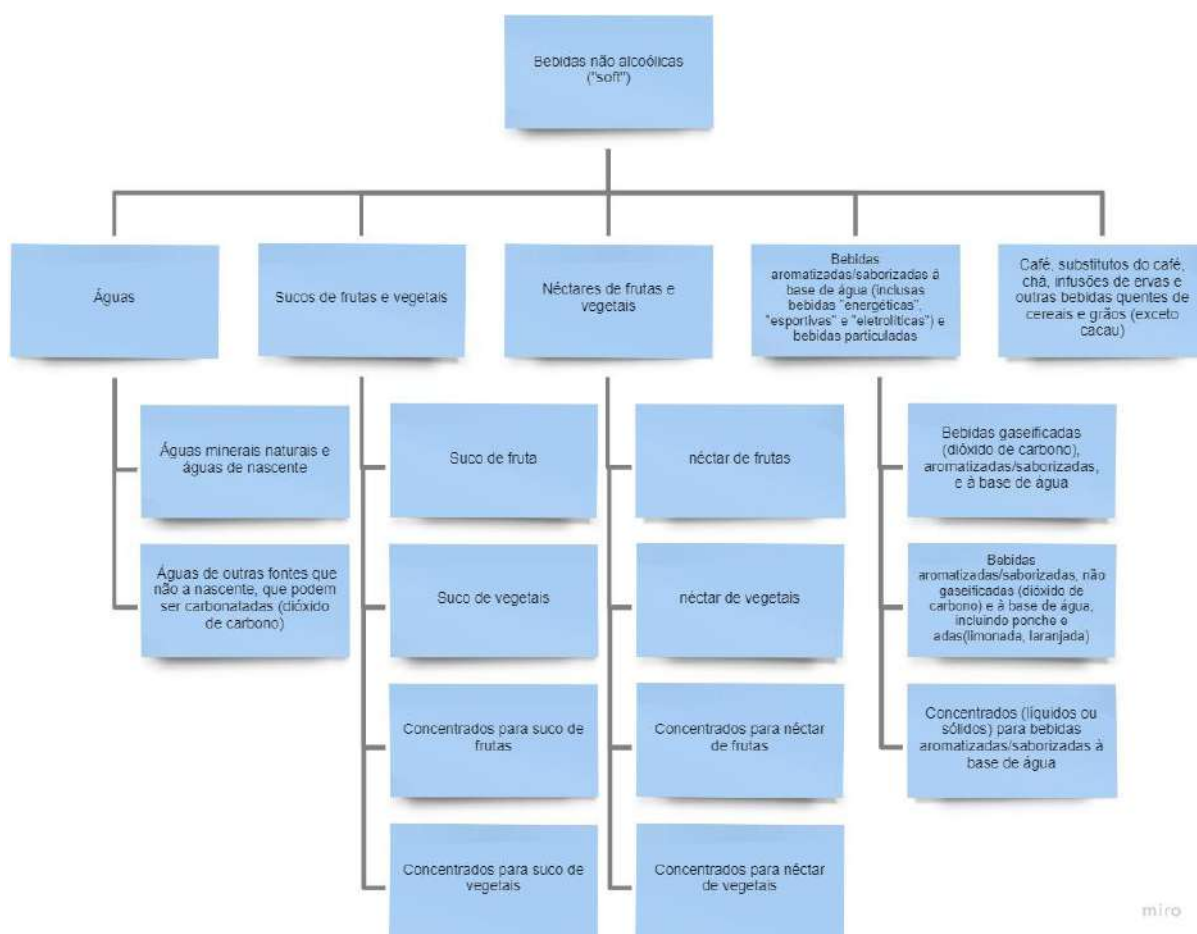 Bebidas não alcoólicas
("soft")
Águas
Sucos de frutas e vegetais
Néctares de frutas e
vegetais
Bebidas
aromatizadas/saborizadas à
base de água (inclusas
bebidas "energéticas",
"esportivas" e "eletrolíticas") e
bebidas particuladas
Café, substitutos do café,
chá, infusões de ervas e
outras bebidas quentes de
cereais e grãos (exceto
cacau)
Águas minerais naturais e
águas de nascente
Suco de fruta
néctar de frutas
Bebidas gaseificadas
(dióxido de carbono),
aromatizadas/saborizadas,
e à base de água
Águas de outras fontes que
não a nascente, que podem
ser carbonatadas (dióxido
de carbono)
Suco de vegetais
néctar de vegetais
Bebidas
aromatizadas/saborizadas, não
gaseificadas (dióxido de
carbono) e à base de água,
incluindo ponche e
adas(limonada, laranjada)
Concentrados para suco de
frutas
Concentrados para néctar
de frutas
Concentrados (líquidos ou
sólidos) para bebidas
aromatizadas/saborizadas à
base de água
Concentrados para suco de
vegetais
Concentrados para néctar
de vegetais
miro